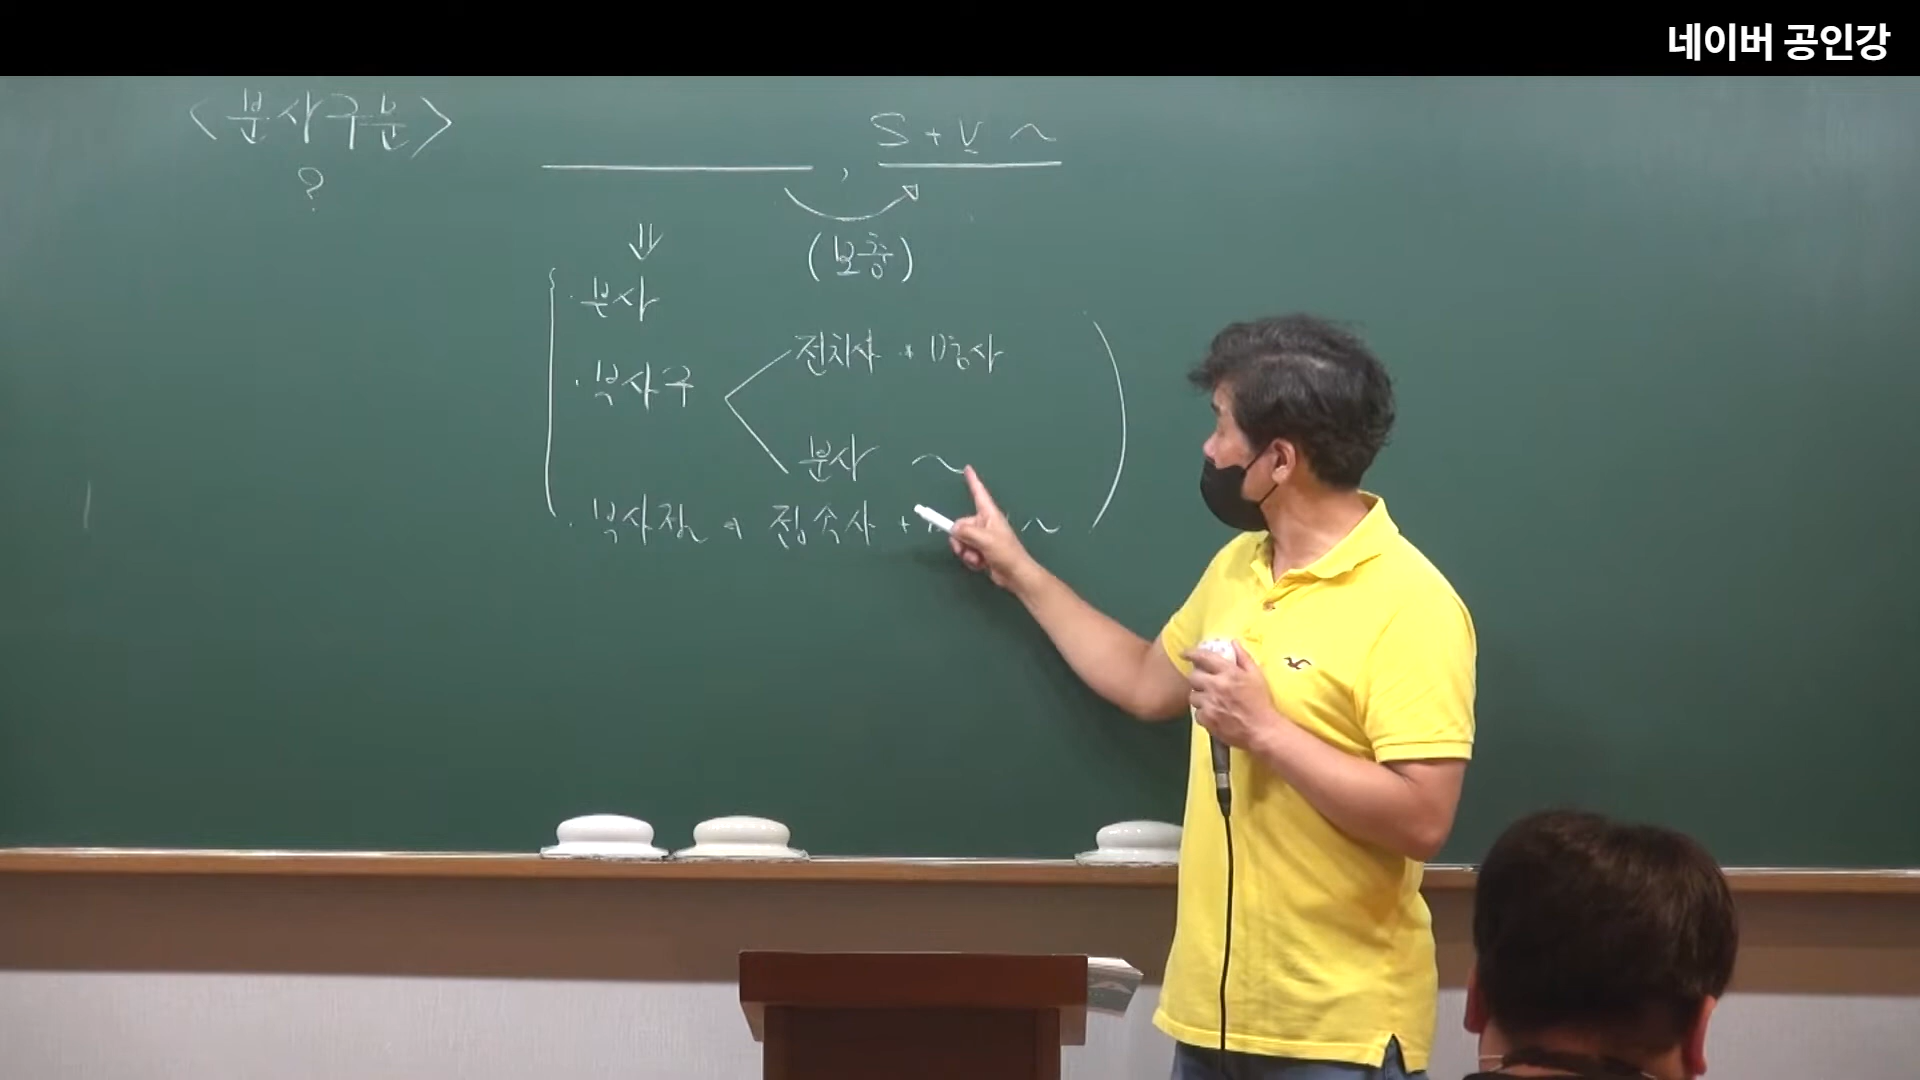 네이버 공인강
<분사구문>
?
S + V ~
,
(보충)
⇓
· 분사
· 부사구
전치사 + 명사
분사 ~
· 부사절 → 접속사 + ~